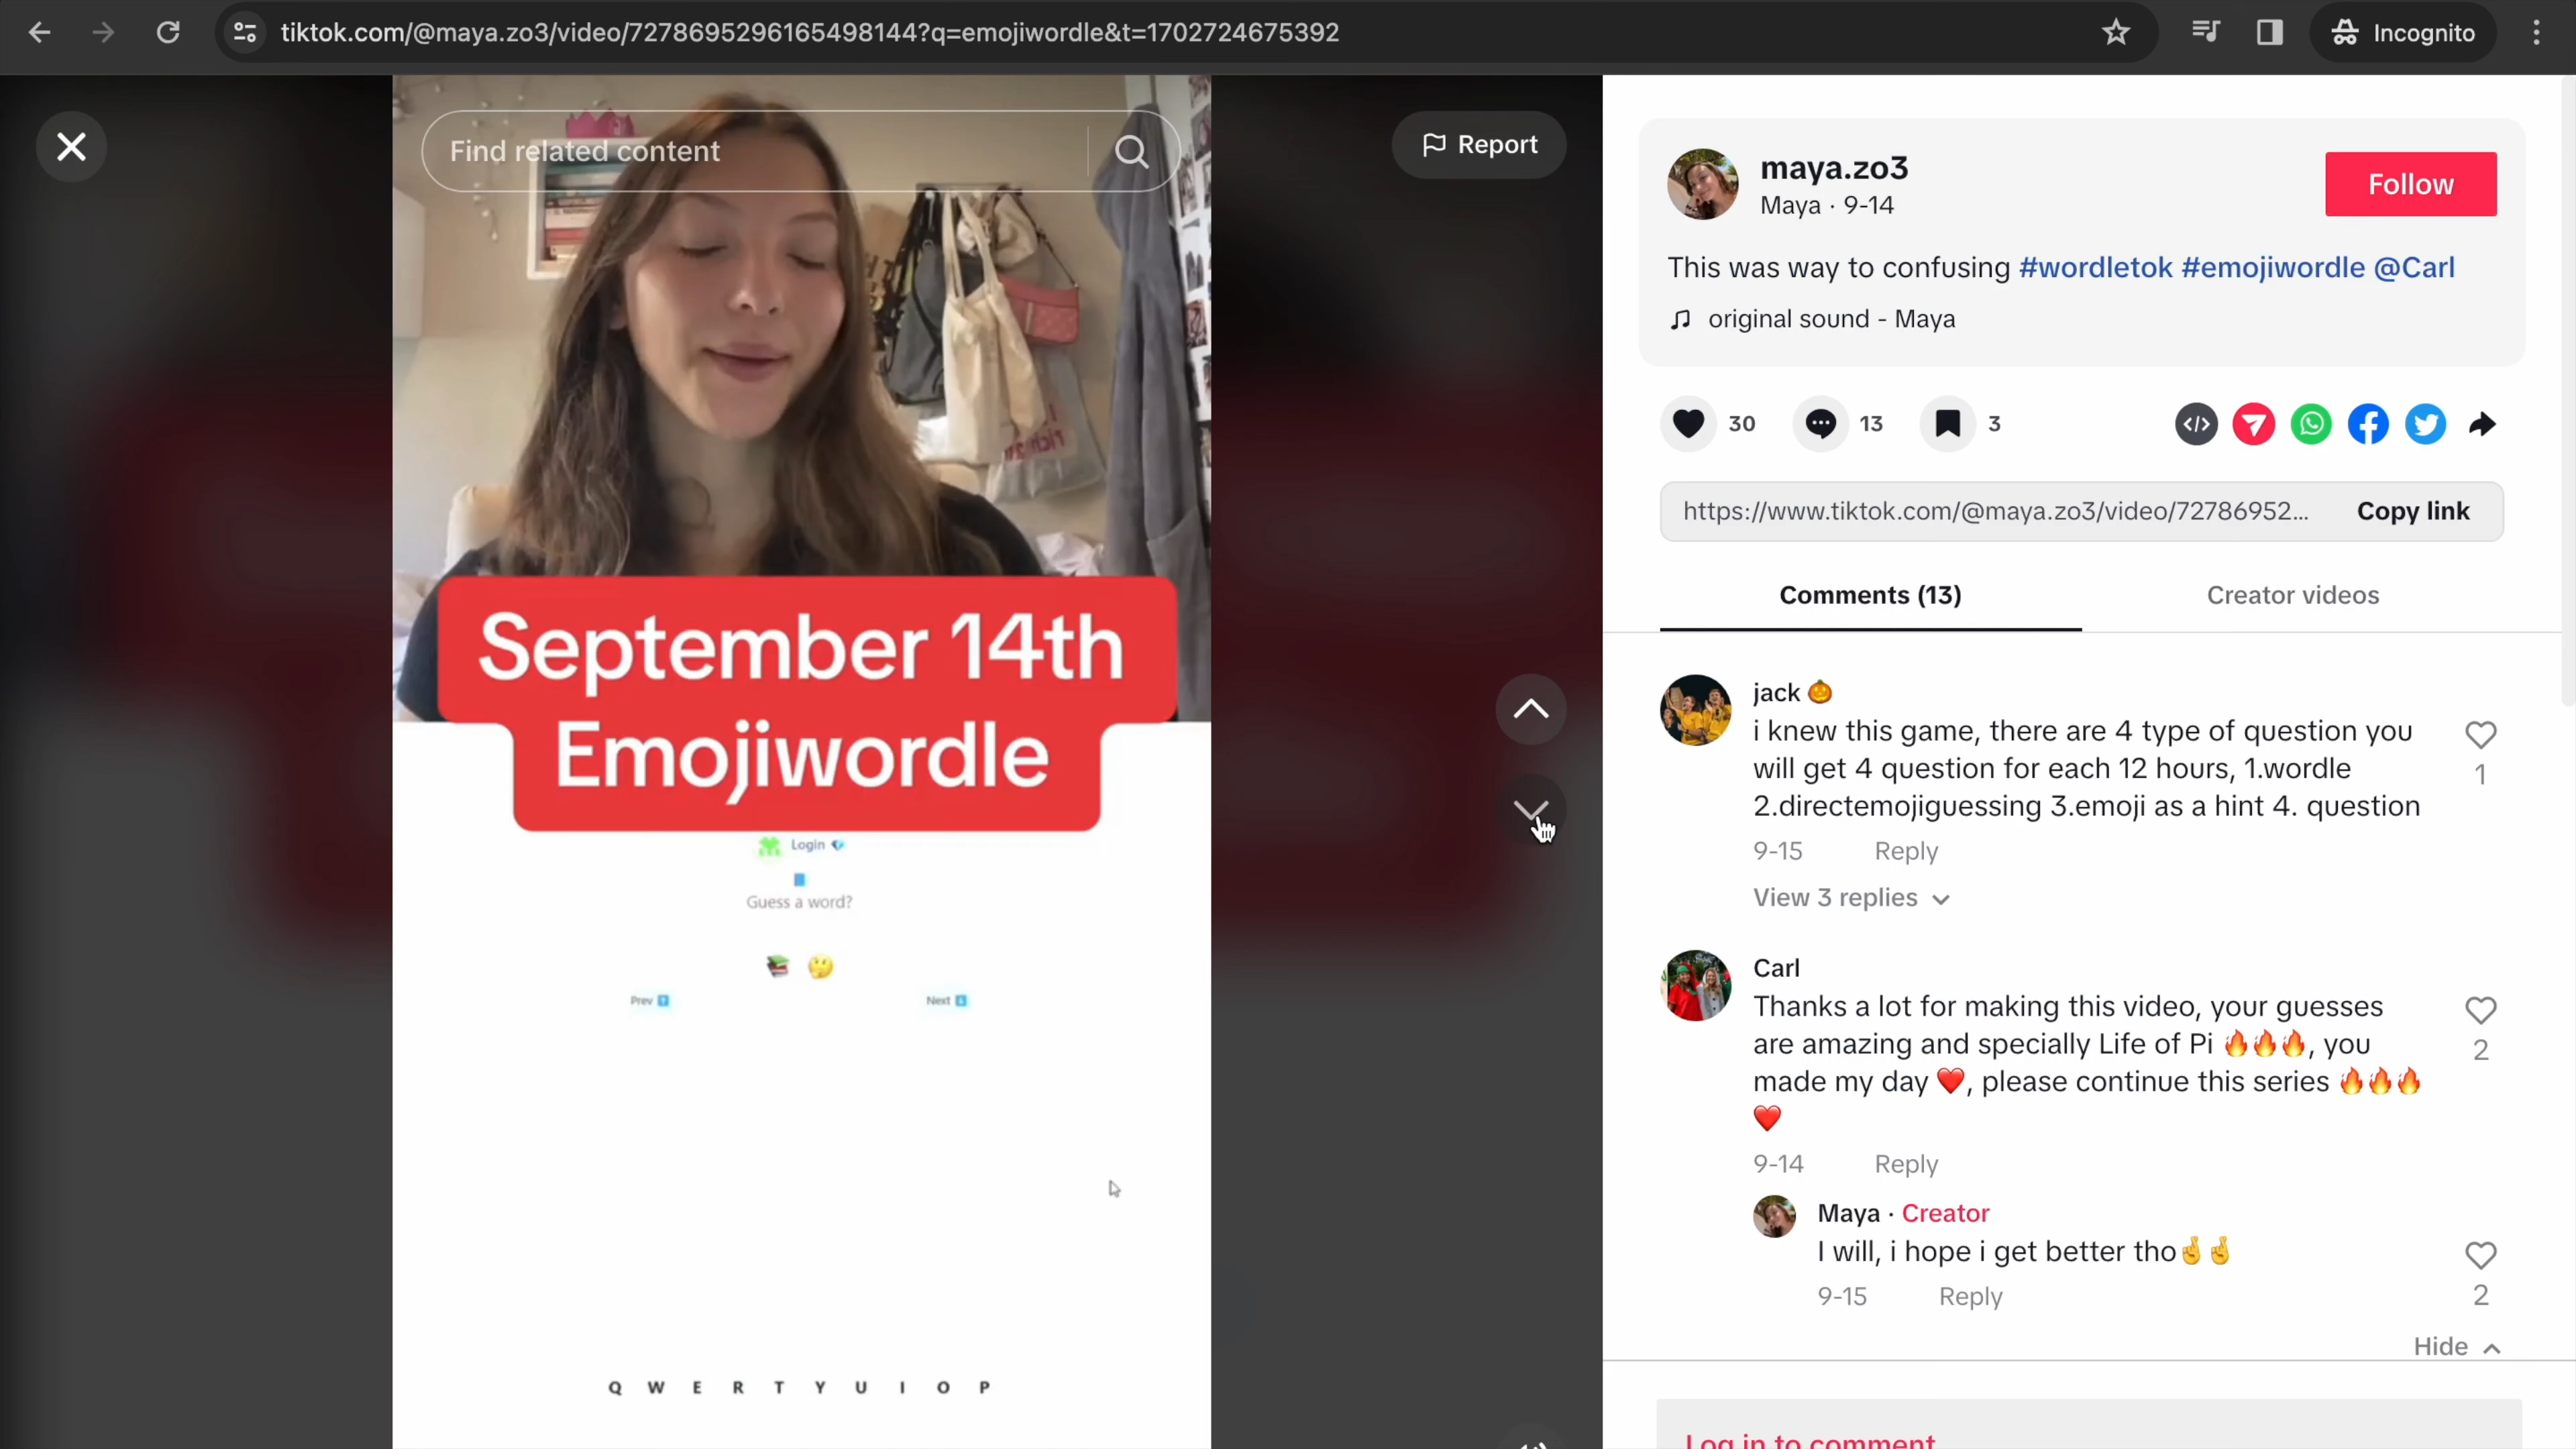 tiktok.com/@maya.zo3/video/7278695296165498144?q=emojiwordle&t=1702724675392
Incognito
Find related content
Report
September 14th
Emojiwordle
Login
Guess a word?
Prev
Next
Q W E R T Y U I O P
maya.zo3
Maya · 9-14
Follow
This was way to confusing #wordletok #emojiwordle @Carl
original sound - Maya
30
13
3
https://www.tiktok.com/@maya.zo3/video/72786952...
Copy link
Comments (13)
Creator videos
jack 🎃
i knew this game, there are 4 type of question you
will get 4 question for each 12 hours, 1.wordle
2.directemojiguessing 3.emoji as a hint 4. question
1
9-15 Reply
View 3 replies
Carl
Thanks a lot for making this video, your guesses
are amazing and specially Life of Pi 🔥🔥🔥, you
made my day ❤️, please continue this series 🔥🔥🔥
❤️
2
9-14 Reply
Maya · Creator
I will, i hope i get better tho🤞🤞
2
9-15 Reply
Hide
Log in to comment